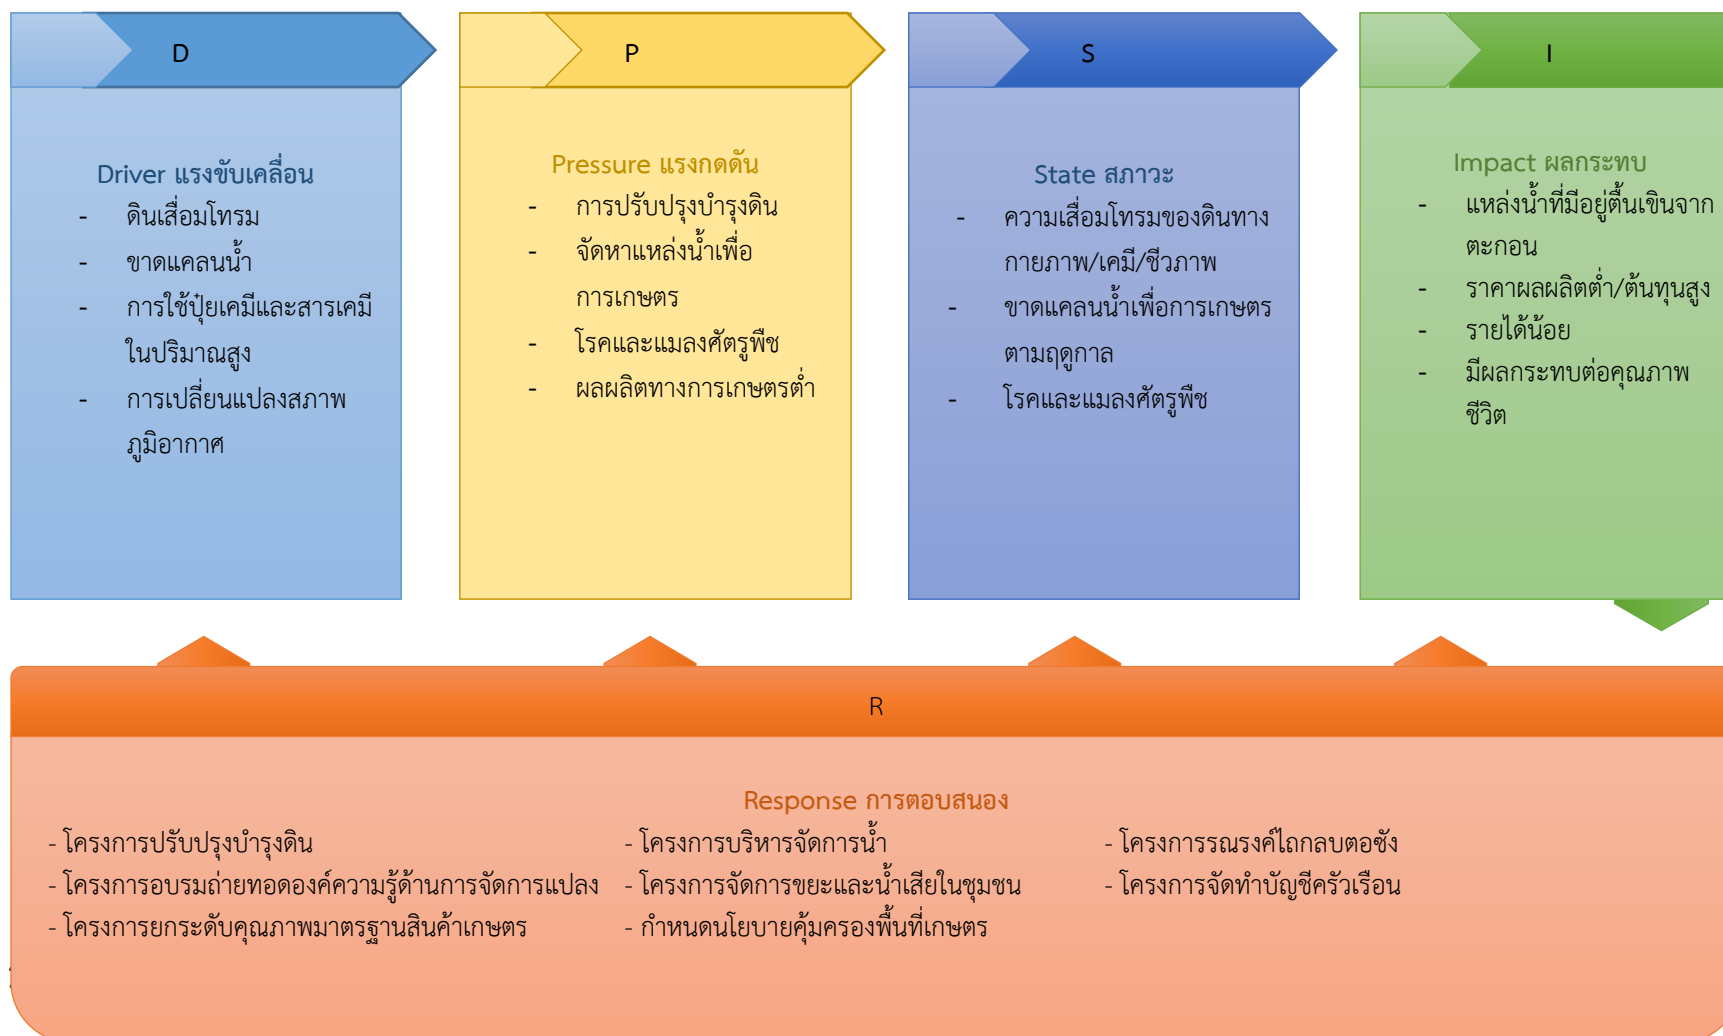 D
Driver แรงขับเคลื่อน
- ดินเสื่อมโทรม
- ขาดแคลนน้ำ
- การใช้ปุ๋ยเคมีและสารเคมี
ในปริมาณสูง
- การเปลี่ยนแปลงสภาพ
ภูมิอากาศ
P
Pressure แรงกดดัน
- การปรับปรุงบำรุงดิน
- จัดหาแหล่งน้ำเพื่อ
การเกษตร
- โรคและแมลงศัตรูพืช
- ผลผลิตทางการเกษตรต่ำ
S
State สภาวะ
- ความเสื่อมโทรมของดินทาง
กายภาพ/เคมี/ชีวภาพ
- ขาดแคลนน้ำเพื่อการเกษตร
ตามฤดูกาล
- โรคและแมลงศัตรูพืช
I
Impact ผลกระทบ
- แหล่งน้ำที่มีอยู่ตื้นเขินจาก
ตะกอน
- ราคาผลผลิตต่ำ/ต้นทุนสูง
- รายได้น้อย
- มีผลกระทบต่อคุณภาพ
ชีวิต
R
Response การตอบสนอง
- โครงการปรับปรุงบำรุงดิน
- โครงการอบรมถ่ายทอดองค์ความรู้ด้านการจัดการแปลง
- โครงการยกระดับคุณภาพมาตรฐานสินค้าเกษตร
- โครงการบริหารจัดการน้ำ
- โครงการจัดการขยะและน้ำเสียในชุมชน
- กำหนดนโยบายคุ้มครองพื้นที่เกษตร
- โครงการรณรงค์ไถกลบตอซัง
- โครงการจัดทำบัญชีครัวเรือน